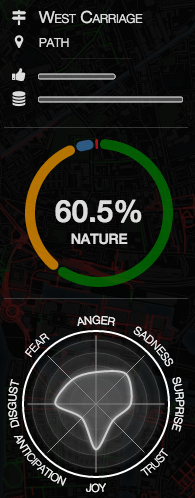 West Carriage
PATH
60.5%
NATURE
ANGER
SADNESS
SURPRISE
TRUST
JOY
ANTICIPATION
DISGUST
FEAR